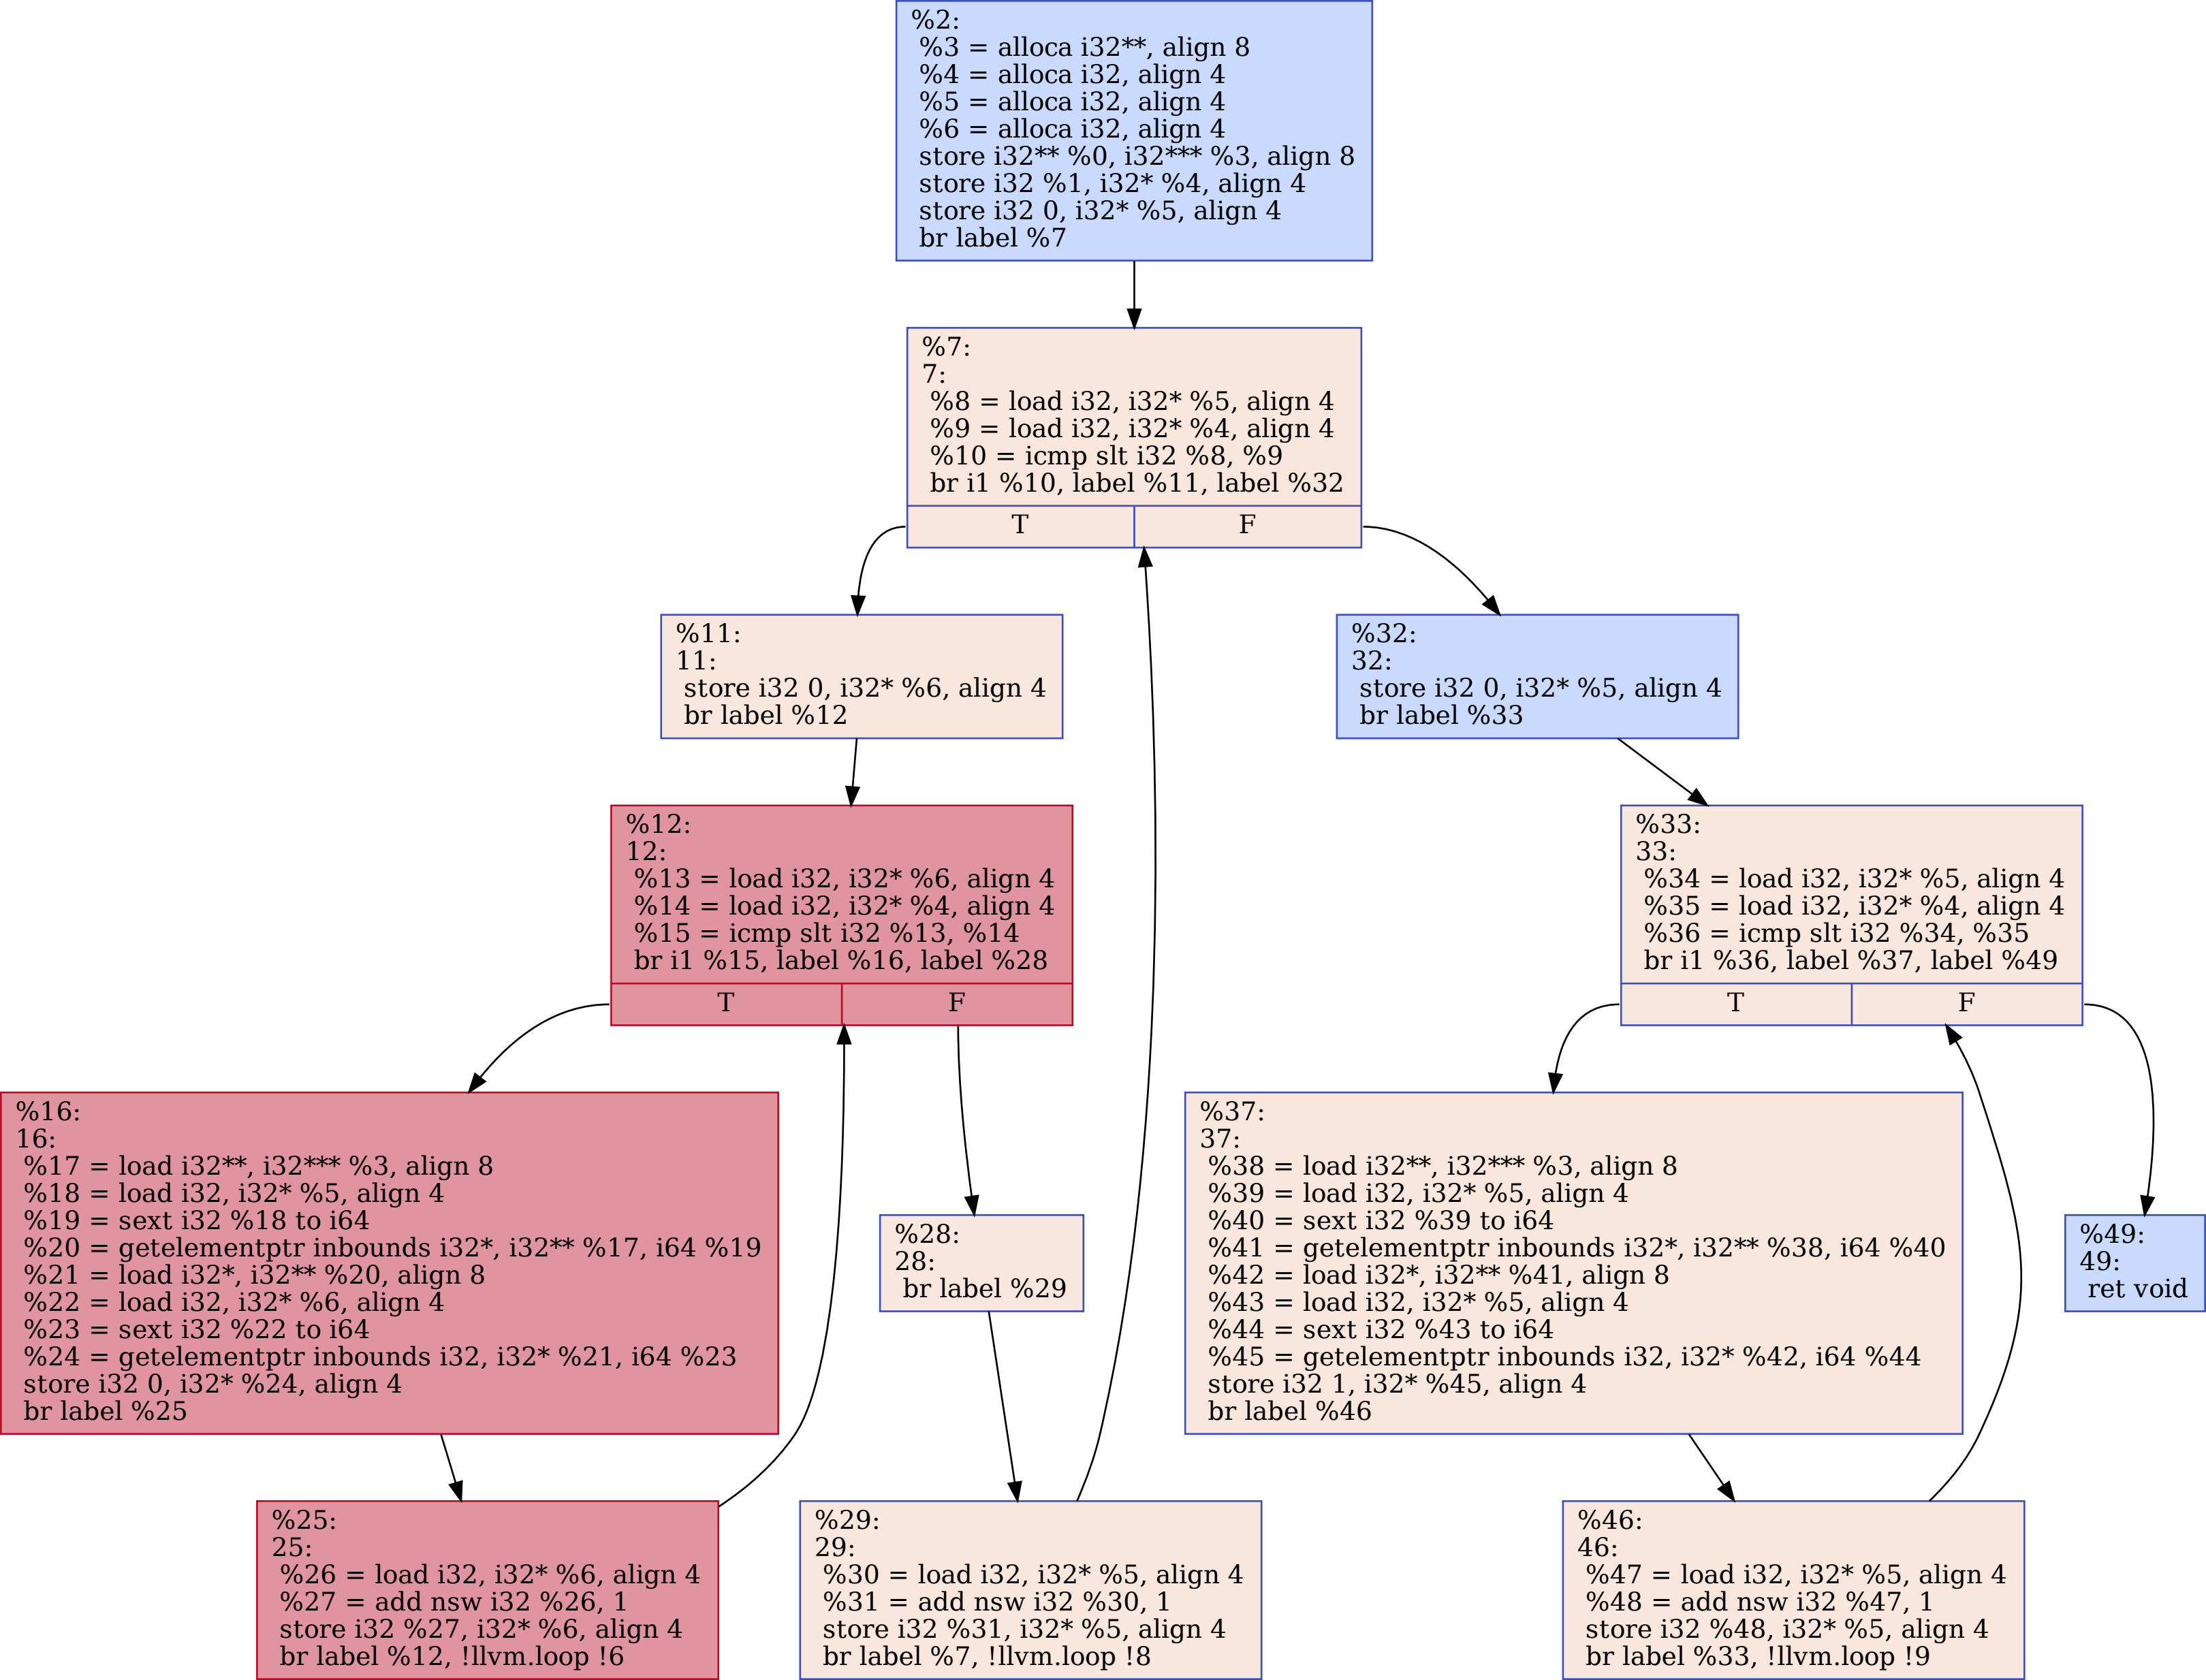 %2:
%3 = alloca i32**, align 8
%4 = alloca i32, align 4
%5 = alloca i32, align 4
%6 = alloca i32, align 4
store i32** %0, i32*** %3, align 8
store i32 %1, i32* %4, align 4
store i32 0, i32* %5, align 4
br label %7
%7:
7:
%8 = load i32, i32* %5, align 4
%9 = load i32, i32* %4, align 4
%10 = icmp slt i32 %8, %9
br i1 %10, label %11, label %32
T
F
%11:
11:
store i32 0, i32* %6, align 4
br label %12
%32:
32:
store i32 0, i32* %5, align 4
br label %33
%12:
12:
%13 = load i32, i32* %6, align 4
%14 = load i32, i32* %4, align 4
%15 = icmp slt i32 %13, %14
br i1 %15, label %16, label %28
T
F
%33:
33:
%34 = load i32, i32* %5, align 4
%35 = load i32, i32* %4, align 4
%36 = icmp slt i32 %34, %35
br i1 %36, label %37, label %49
T
F
%16:
16:
%17 = load i32**, i32*** %3, align 8
%18 = load i32, i32* %5, align 4
%19 = sext i32 %18 to i64
%20 = getelementptr inbounds i32*, i32** %17, i64 %19
%21 = load i32*, i32** %20, align 8
%22 = load i32, i32* %6, align 4
%23 = sext i32 %22 to i64
%24 = getelementptr inbounds i32, i32* %21, i64 %23
store i32 0, i32* %24, align 4
br label %25
%28:
28:
br label %29
%37:
37:
%38 = load i32**, i32*** %3, align 8
%39 = load i32, i32* %5, align 4
%40 = sext i32 %39 to i64
%41 = getelementptr inbounds i32*, i32** %38, i64 %40
%42 = load i32*, i32** %41, align 8
%43 = load i32, i32* %5, align 4
%44 = sext i32 %43 to i64
%45 = getelementptr inbounds i32, i32* %42, i64 %44
store i32 1, i32* %45, align 4
br label %46
%49:
49:
ret void
%25:
25:
%26 = load i32, i32* %6, align 4
%27 = add nsw i32 %26, 1
store i32 %27, i32* %6, align 4
br label %12, !llvm.loop !6
%29:
29:
%30 = load i32, i32* %5, align 4
%31 = add nsw i32 %30, 1
store i32 %31, i32* %5, align 4
br label %7, !llvm.loop !8
%46:
46:
%47 = load i32, i32* %5, align 4
%48 = add nsw i32 %47, 1
store i32 %48, i32* %5, align 4
br label %33, !llvm.loop !9